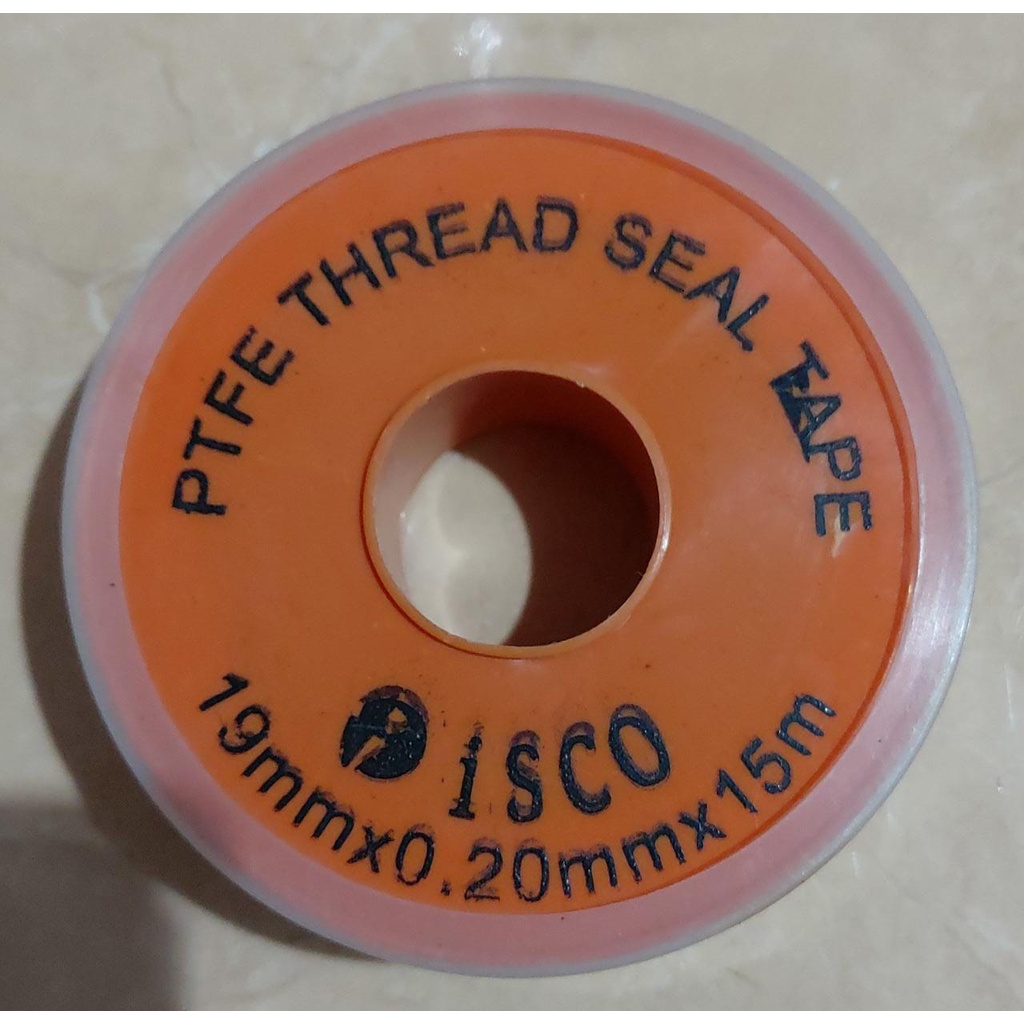 PTFE THREAD SEAL TAPE
isco
19mmx0.20mmx15m